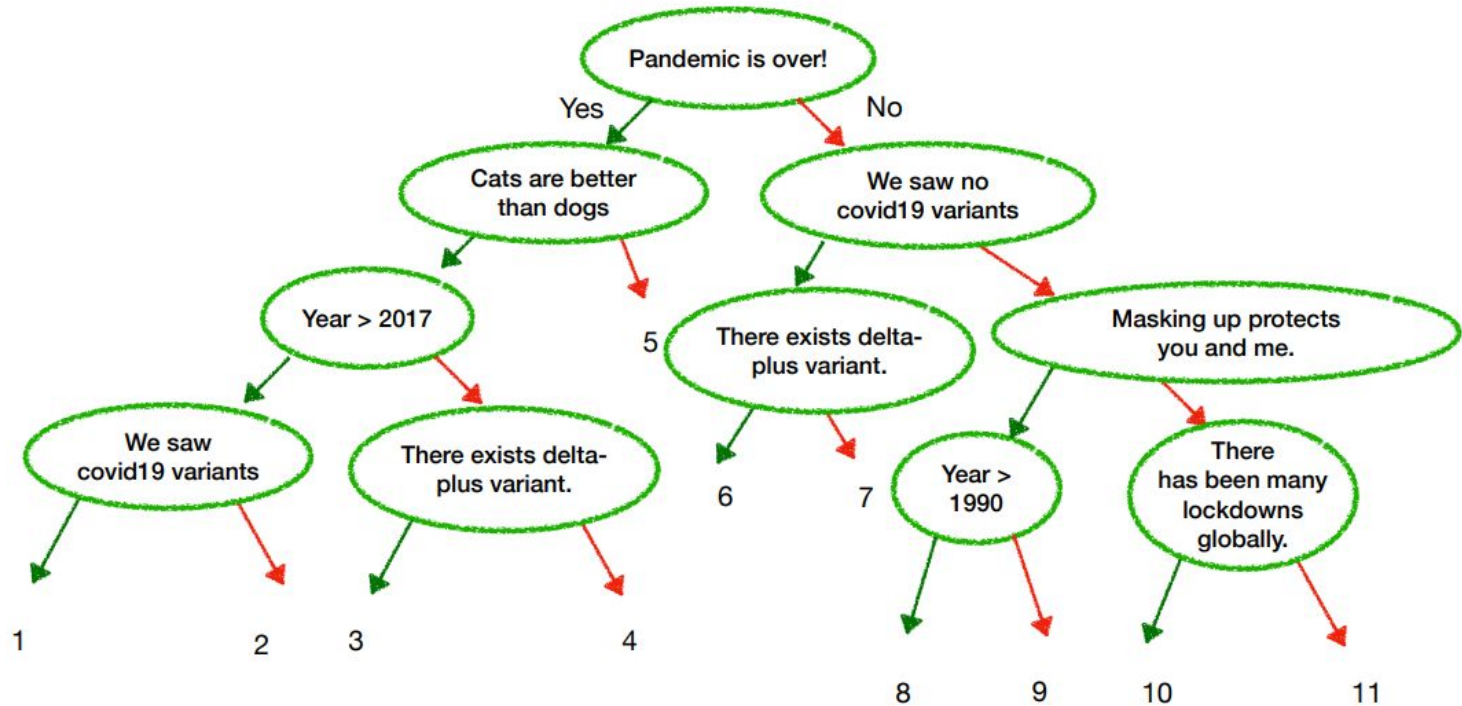 Pandemic is over!
Yes
No
Cats are better
than dogs
We saw no
covid19 variants
Year > 2017
5
There exists delta-
plus variant.
Masking up protects
you and me.
We saw
covid19 variants
There exists delta-
plus variant.
6
7
Year >
1990
There
has been many
lockdowns
globally.
1
2
3
4
8
9
10
11